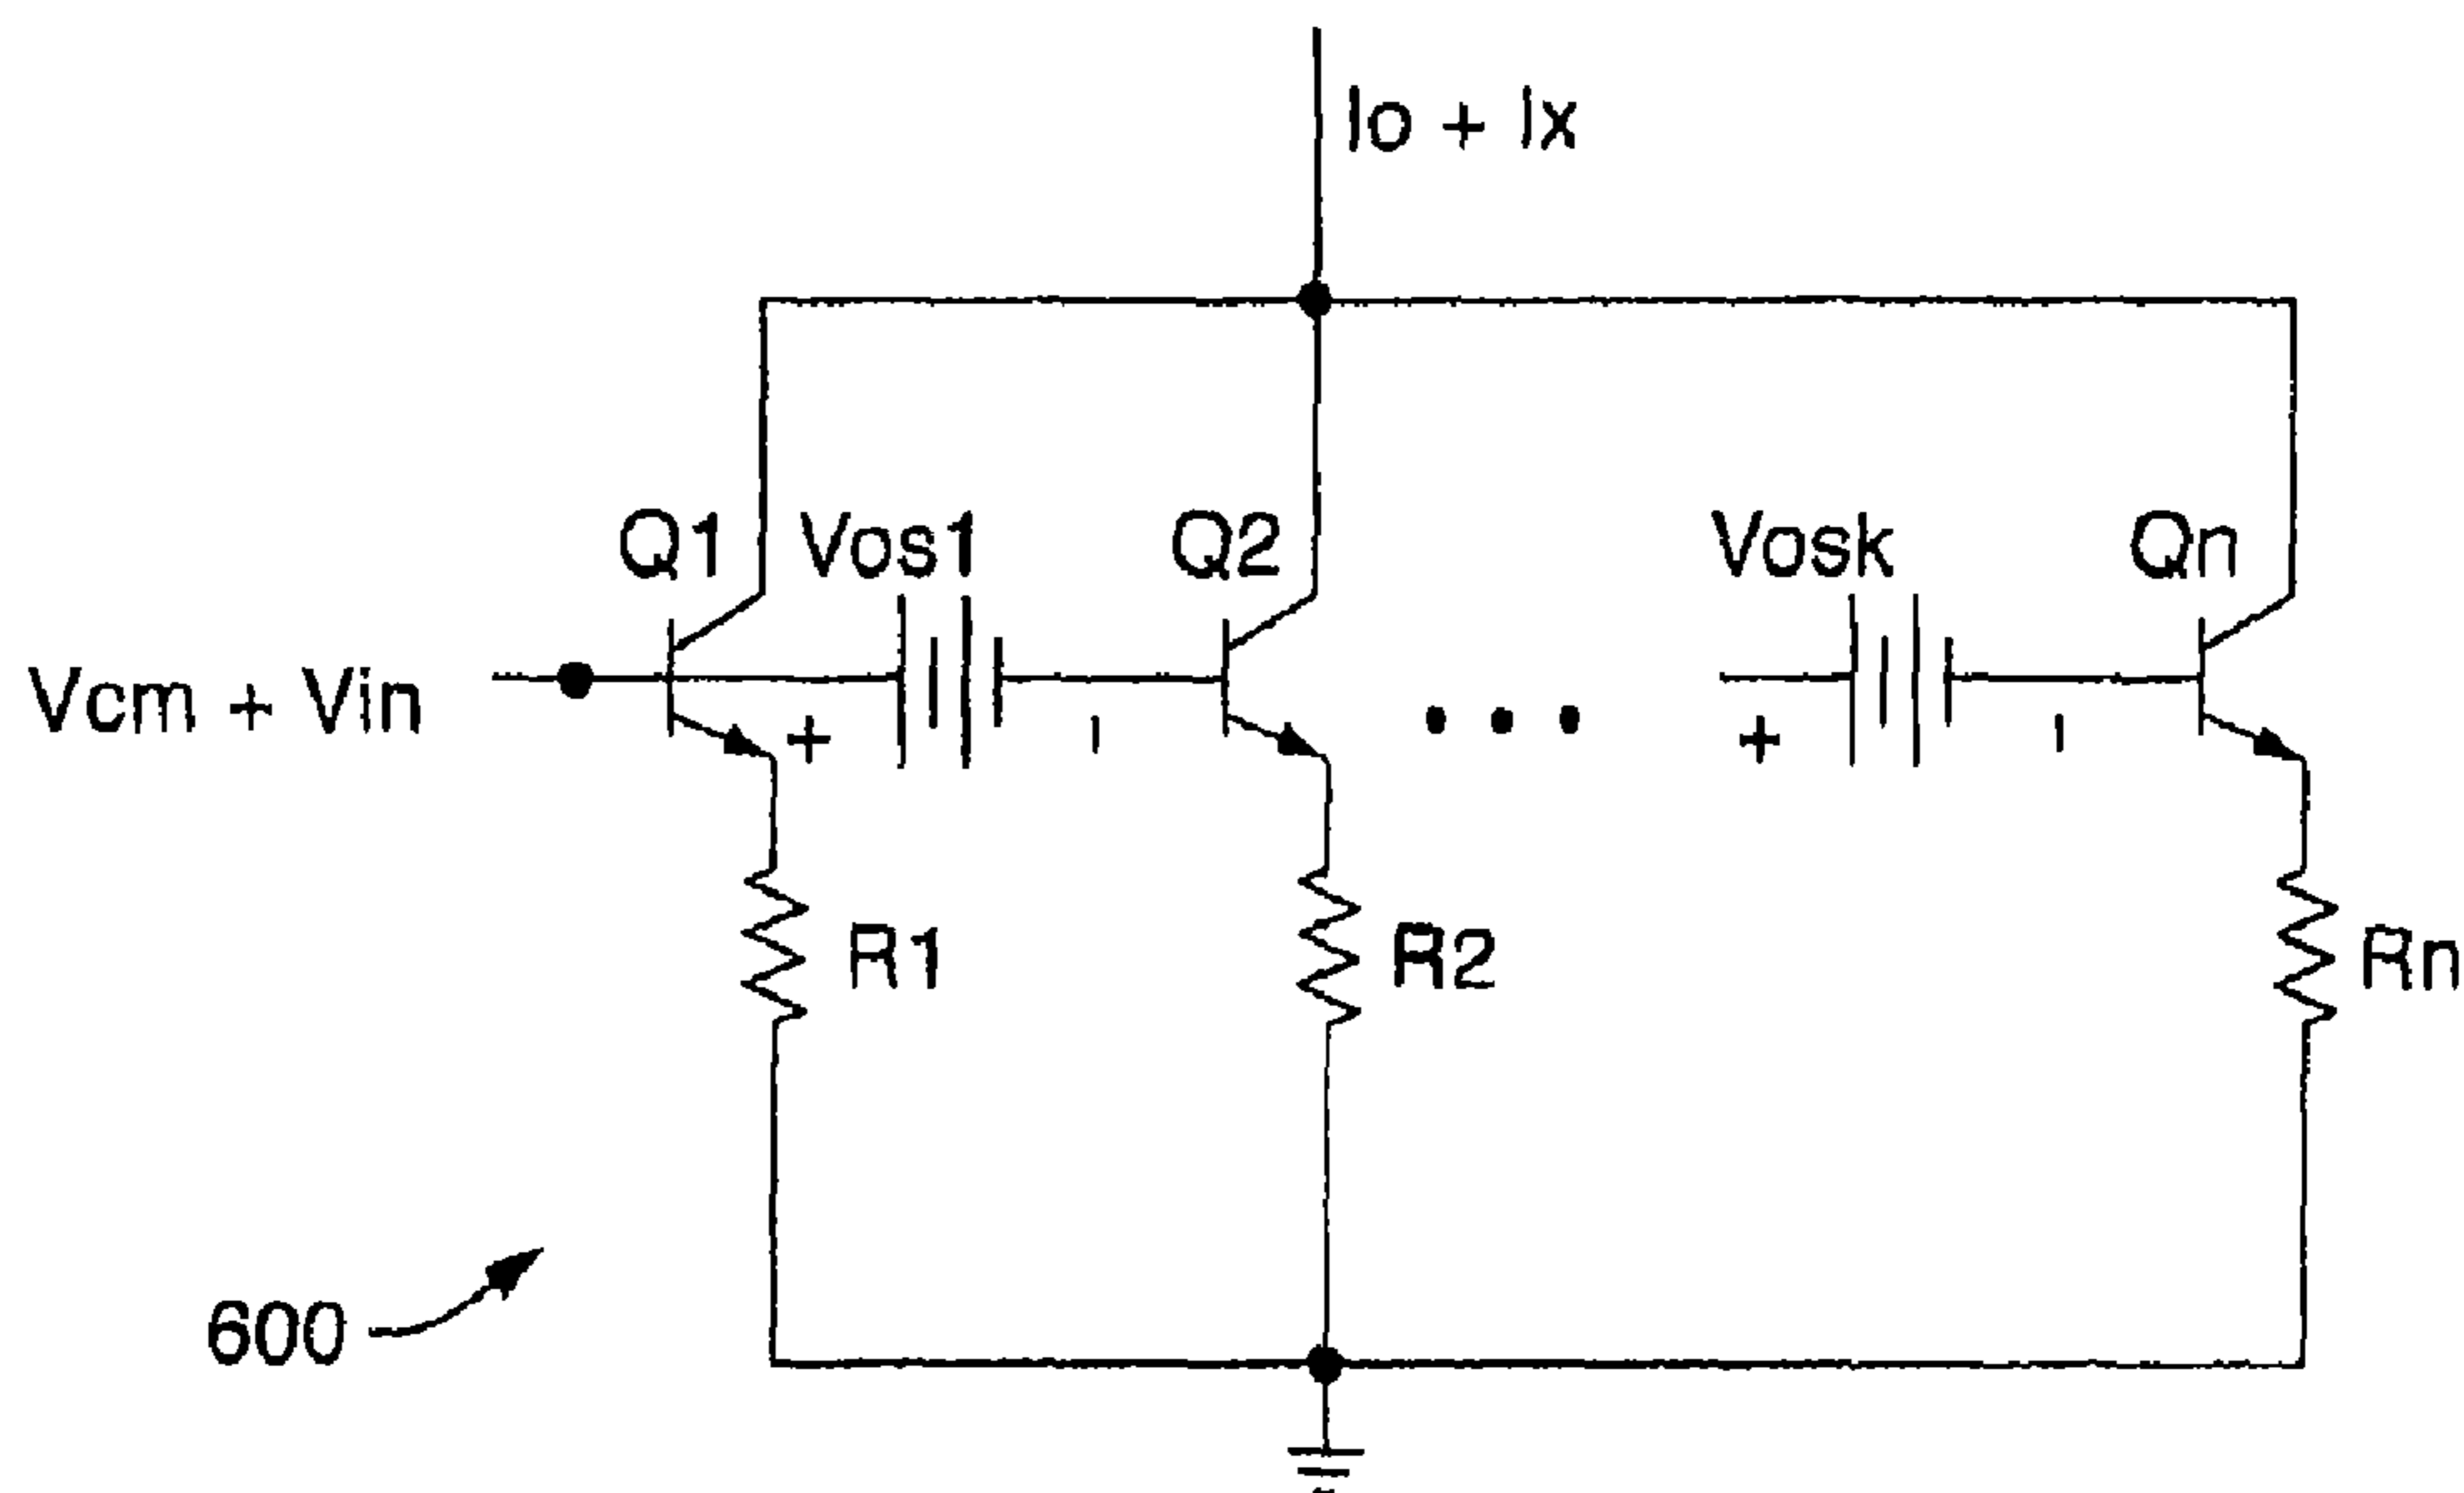 Io + Ix
Q1 Vos1 Q2 Vosk Qn
Vcm + Vin
+ - + -
R1 R2 Rn
600